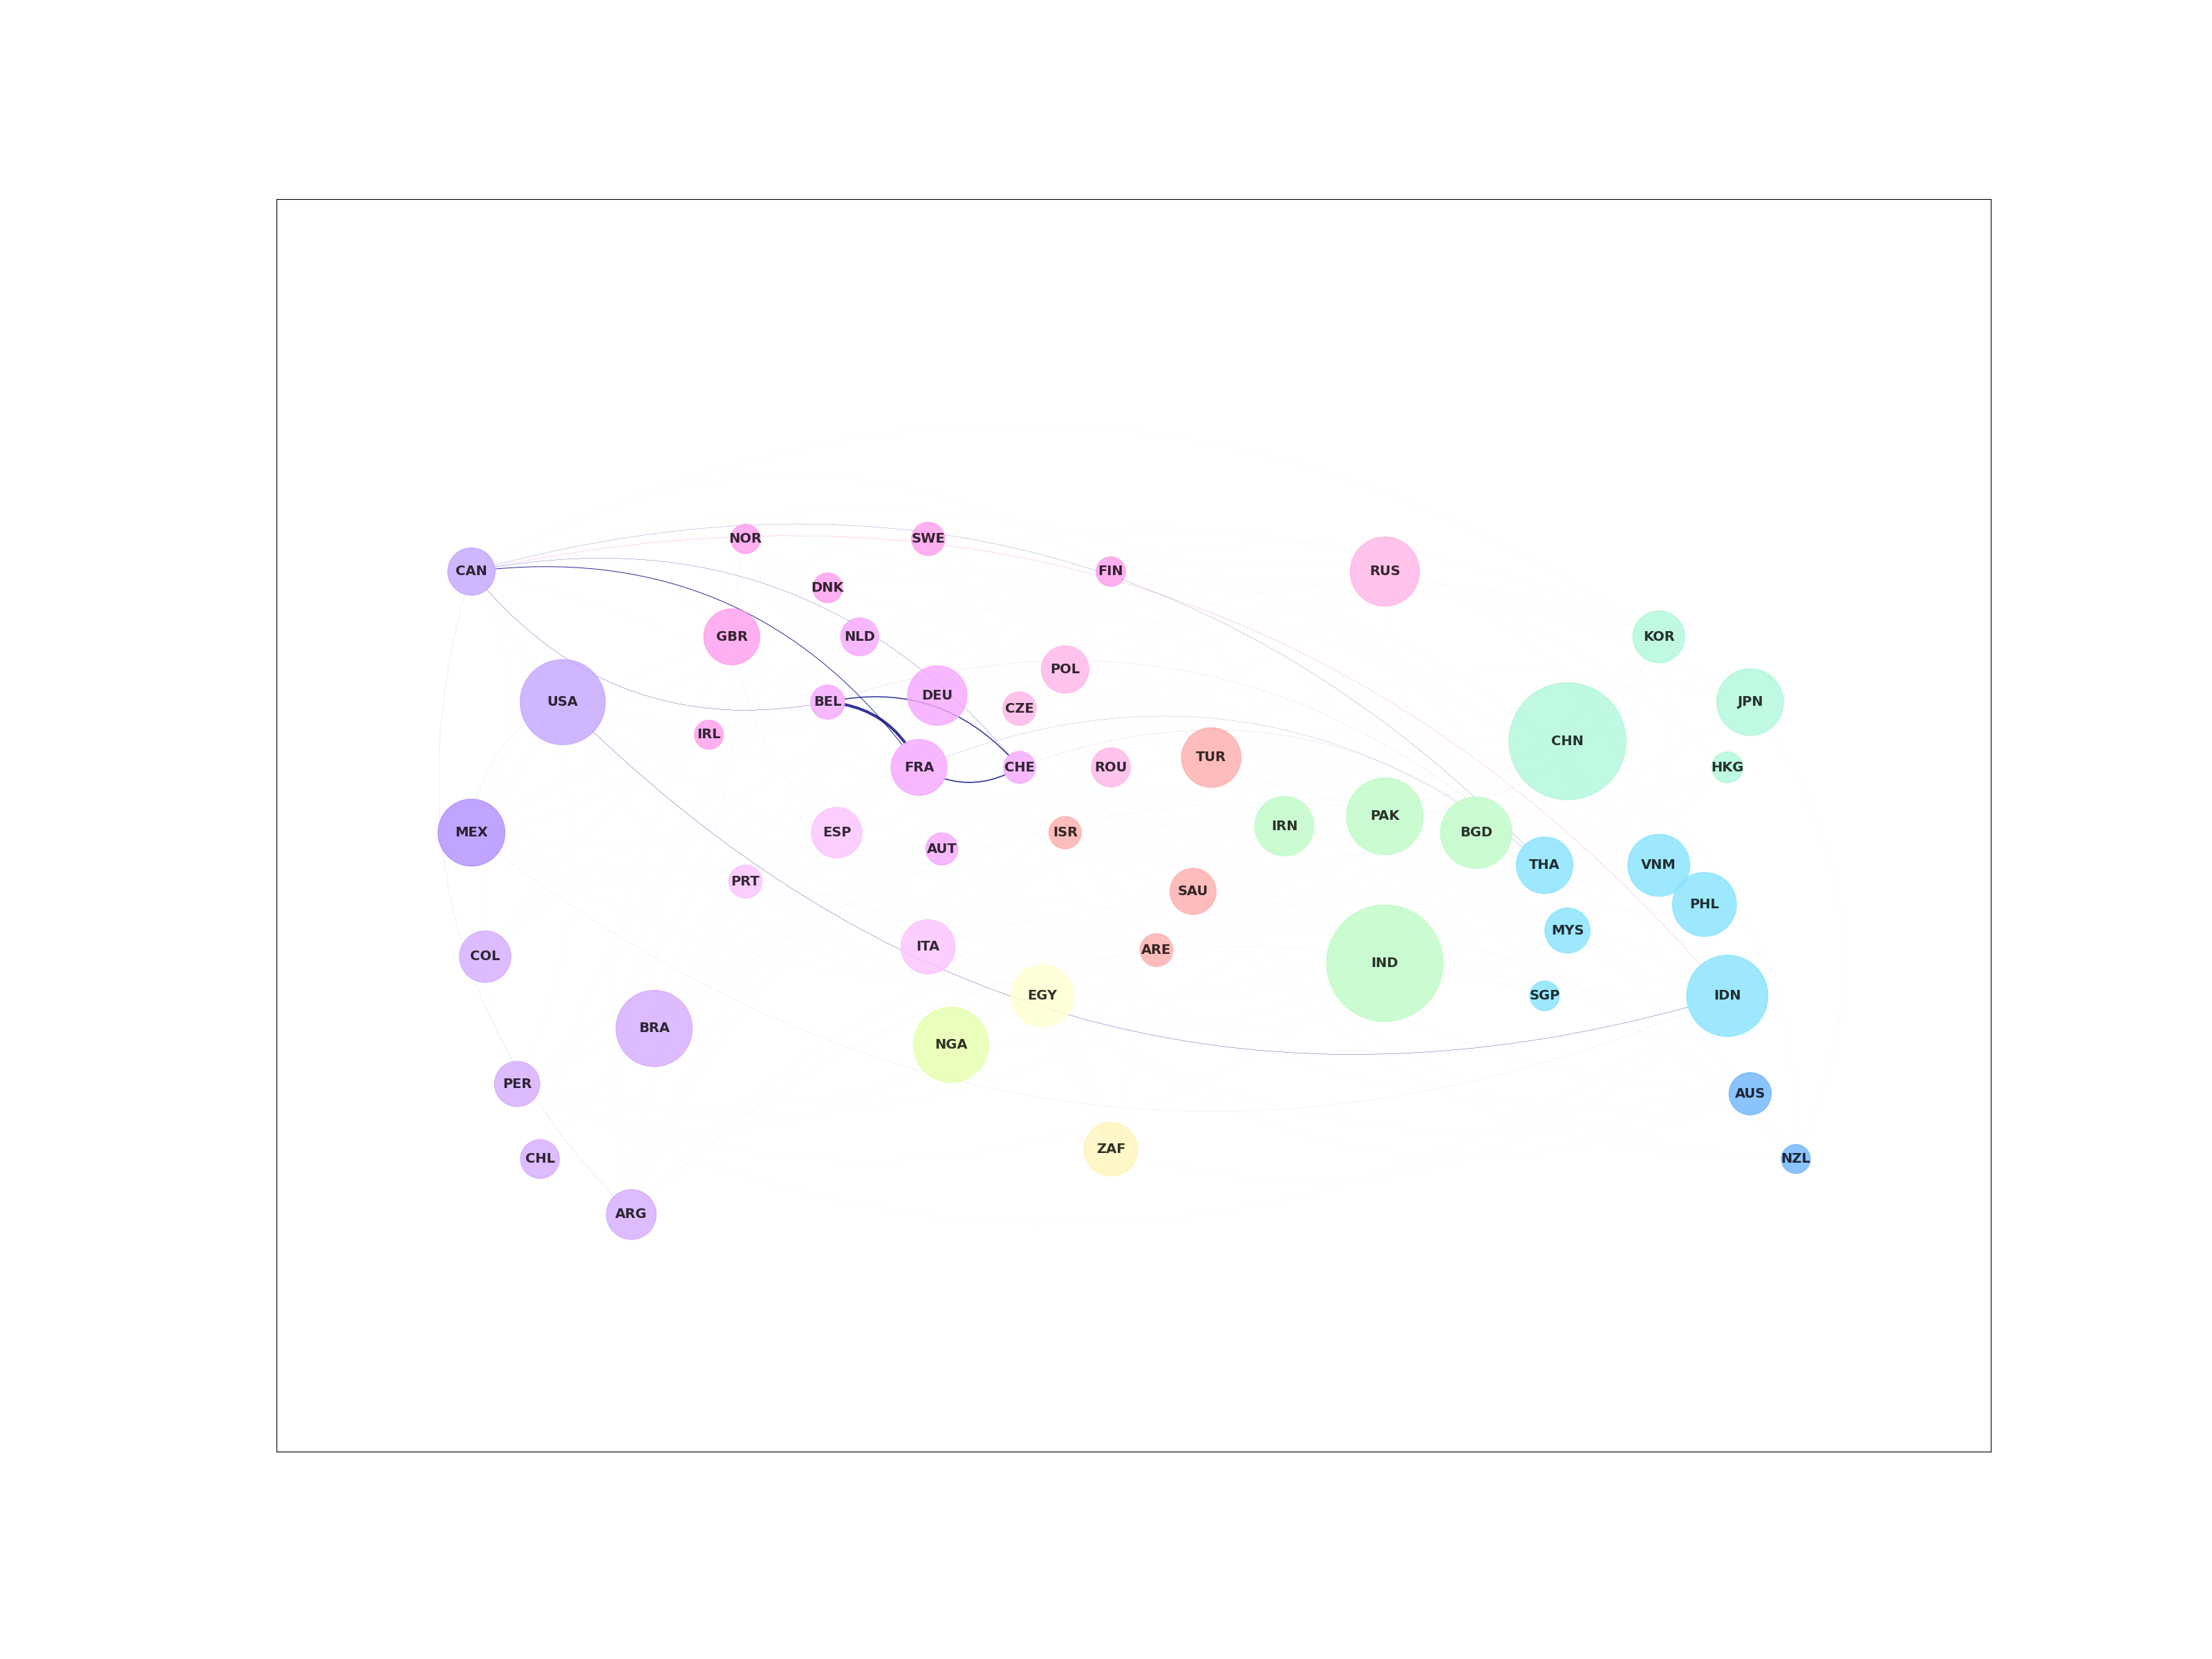 NOR
SWE
CAN
FIN
RUS
DNK
GBR
NLD
KOR
POL
DEU
USA
BEL
JPN
CZE
IRL
CHN
TUR
FRA
CHE
ROU
HKG
PAK
IRN
MEX
ESP
ISR
BGD
AUT
THA
VNM
PRT
SAU
PHL
MYS
ITA
ARE
COL
IND
EGY
SGP
IDN
BRA
NGA
PER
AUS
ZAF
CHL
NZL
ARG